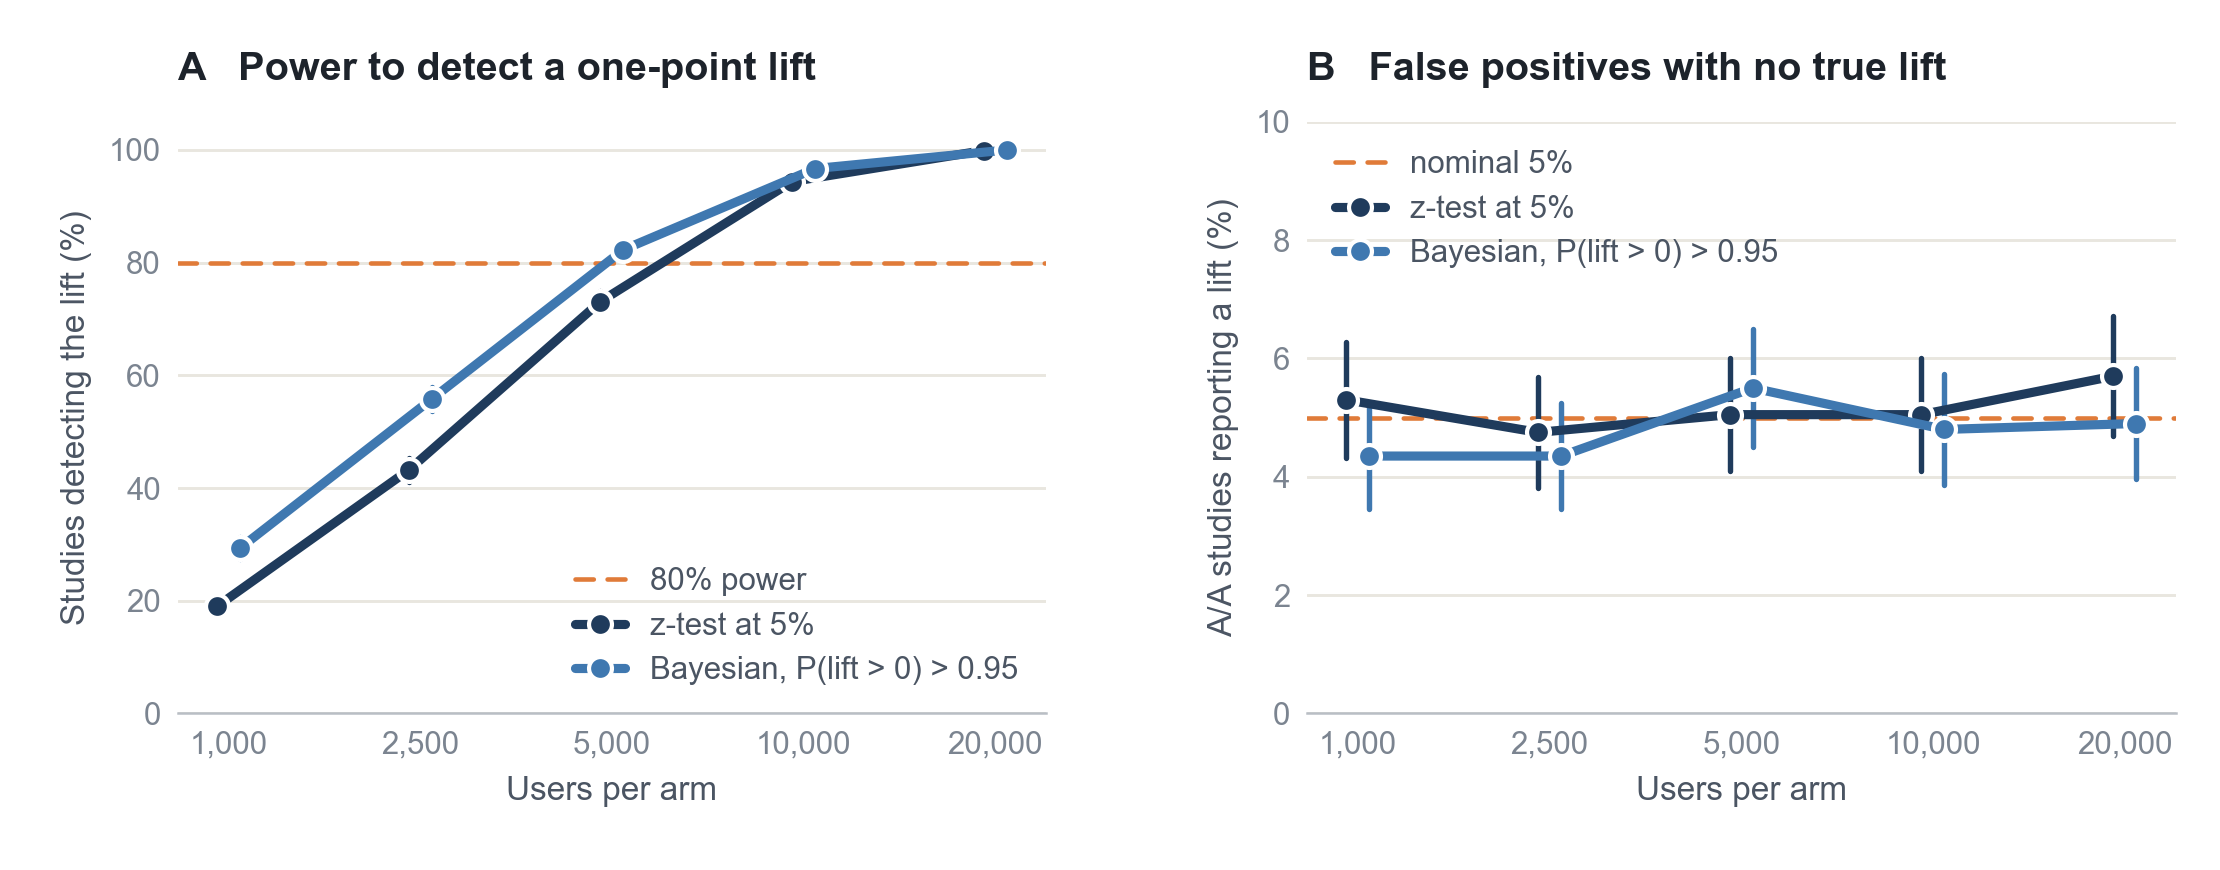 A Power to detect a one-point lift
Studies detecting the lift (%)
100
80
60
40
20
0
80% power
z-test at 5%
Bayesian, P(lift > 0) > 0.95
1,000 2,500 5,000 10,000 20,000
Users per arm
B False positives with no true lift
A/A studies reporting a lift (%)
10
8
6
4
2
0
nominal 5%
z-test at 5%
Bayesian, P(lift > 0) > 0.95
1,000 2,500 5,000 10,000 20,000
Users per arm